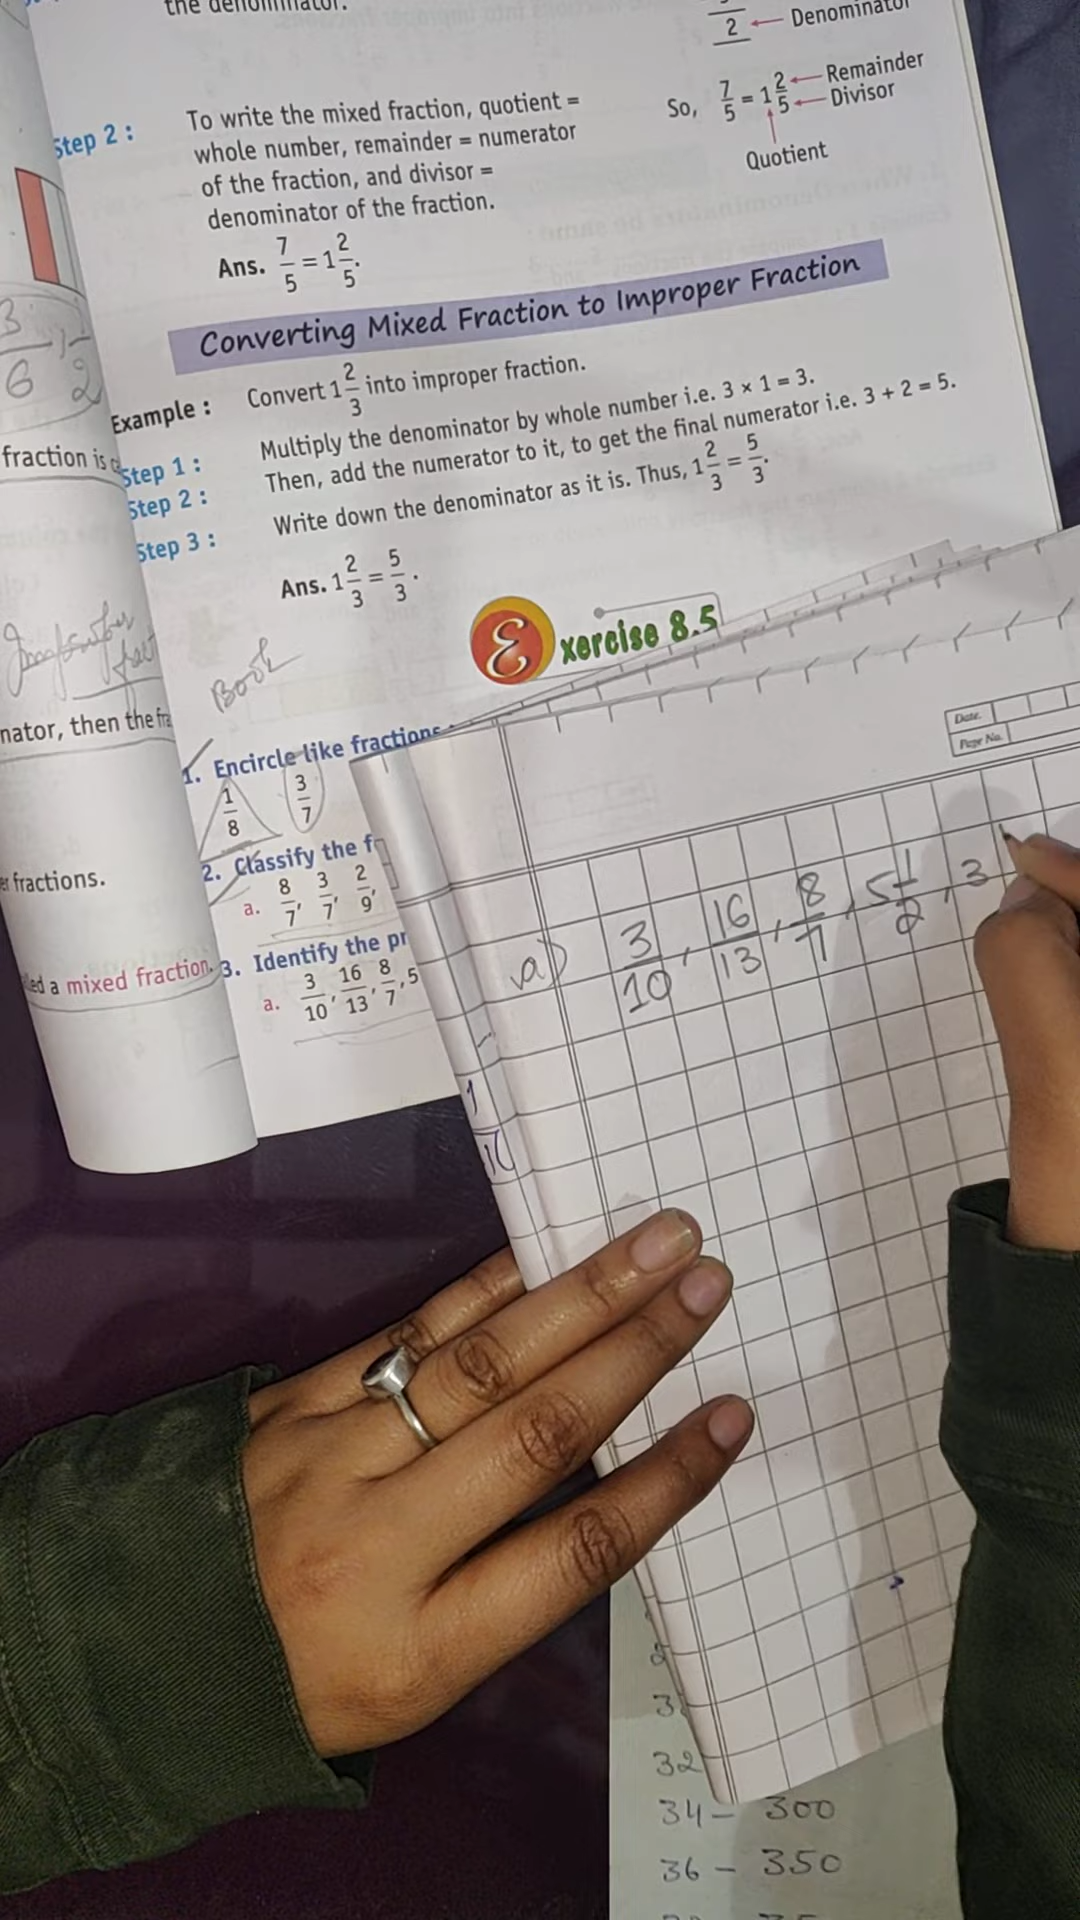 the denominator.
2 Denominator
Step 2 : To write the mixed fraction, quotient =
whole number, remainder = numerator
of the fraction, and divisor =
denominator of the fraction.
So, 7/5 = 1 2/5 Remainder
Divisor
Quotient
Ans. 7/5 = 1 2/5.
Converting Mixed Fraction to Improper Fraction
Example : Convert 1 2/3 into improper fraction.
Step 1 : Multiply the denominator by whole number i.e. 3 × 1 = 3.
Step 2 : Then, add the numerator to it, to get the final numerator i.e. 3 + 2 = 5.
Step 3 : Write down the denominator as it is. Thus, 1 2/3 = 5/3.
Ans. 1 2/3 = 5/3.
Exercise 8.5
Book
1. Encircle like fractions
1/8 3/7
2. Classify the f
a. 8/7, 3/7, 2/9,
3. Identify the pr
a. 3/10, 16/13, 8/7, 5
3/6, 1/2
fraction is
nator, then the
fractions.
a mixed fraction.
Date.
Page No.
a) 3/10, 16/13, 8/7, 5 1/2, 3
32
34 - 300
36 - 350